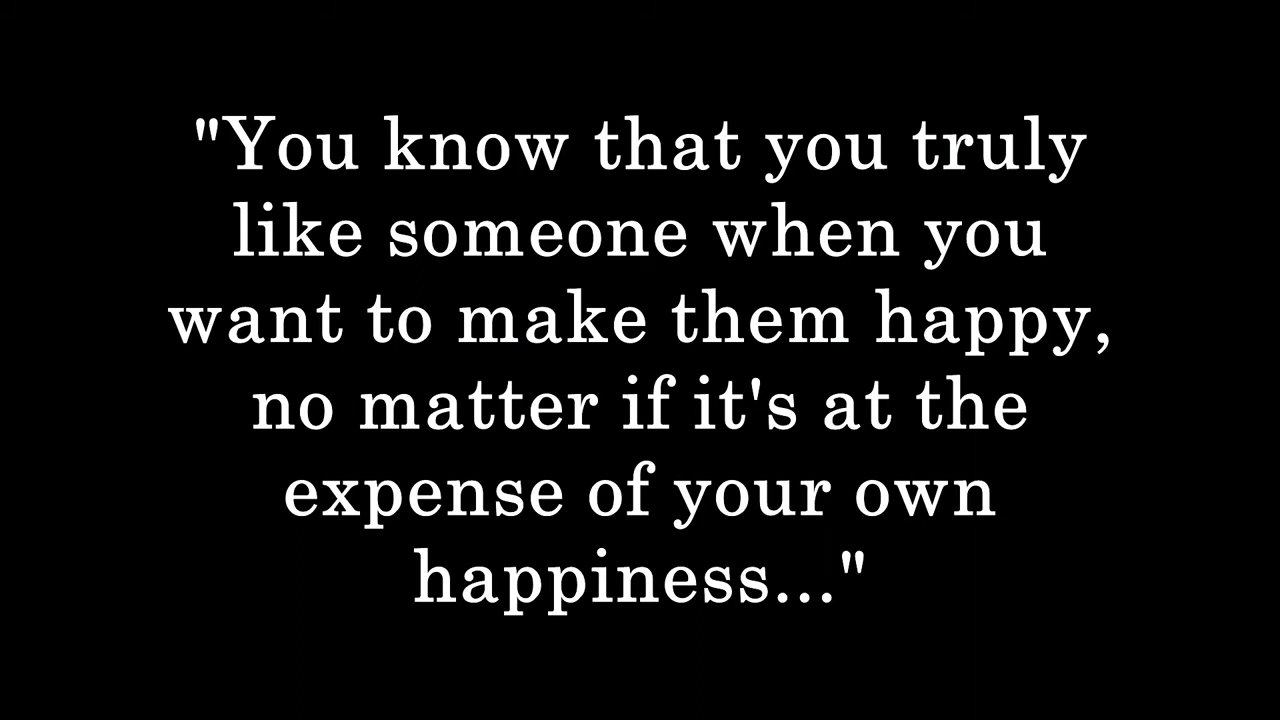 "You know that you truly
like someone when you
want to make them happy,
no matter if it's at the
expense of your own
happiness..."